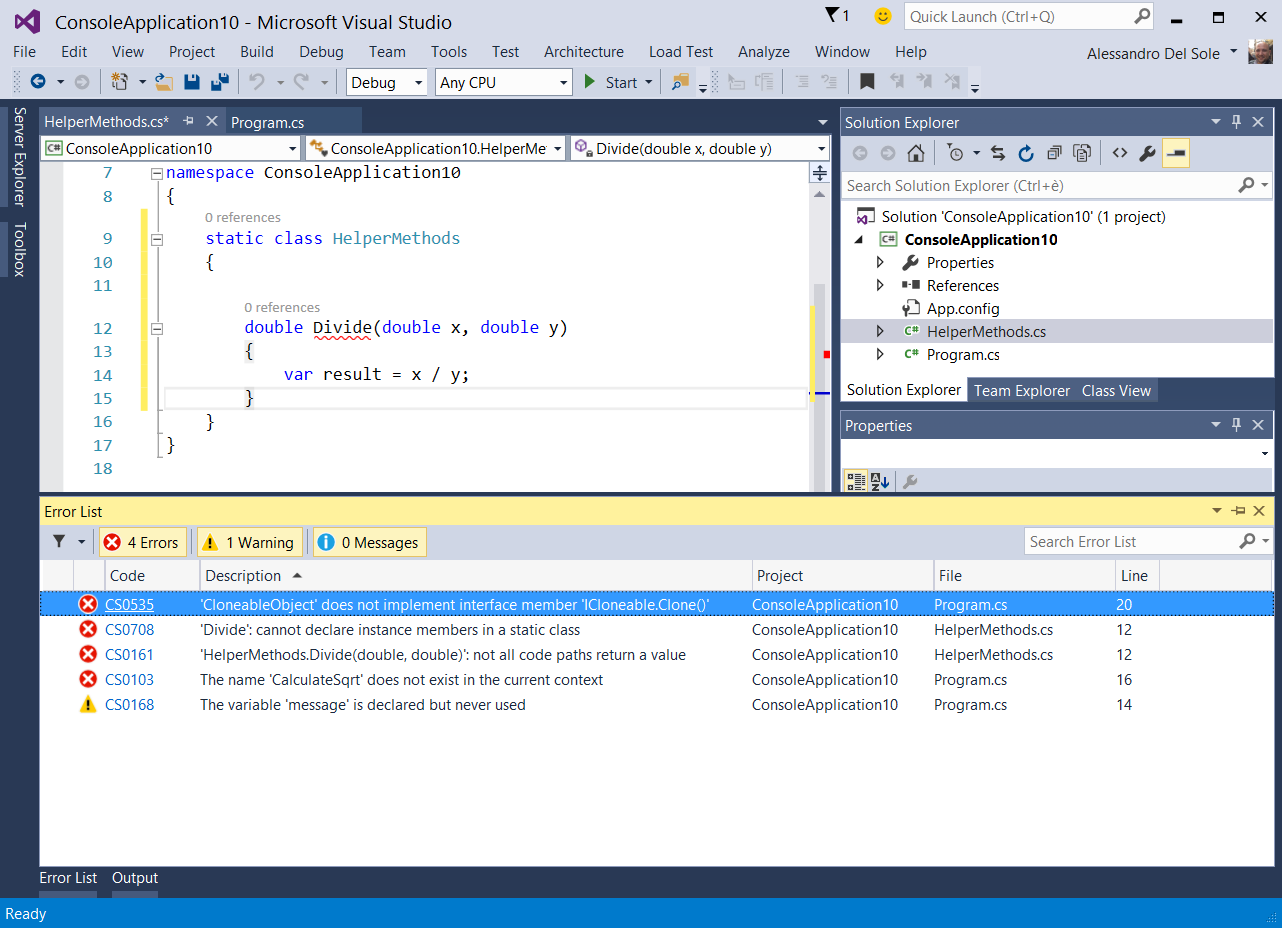 ConsoleApplication10 - Microsoft Visual Studio
1
Quick Launch (Ctrl+Q)
File Edit View Project Build Debug Team Tools Test Architecture Load Test Analyze Window Help
Alessandro Del Sole
Debug Any CPU Start
Server Explorer
Toolbox
HelperMethods.cs* Program.cs
C# ConsoleApplication10 ConsoleApplication10.HelperMe Divide(double x, double y)
7 namespace ConsoleApplication10
8 {
0 references
9 static class HelperMethods
10 {
11
0 references
12 double Divide(double x, double y)
13 {
14 var result = x / y;
15 }
16 }
17 }
18
Solution Explorer
Search Solution Explorer (Ctrl+è)
Solution 'ConsoleApplication10' (1 project)
C# ConsoleApplication10
Properties
References
App.config
C# HelperMethods.cs
C# Program.cs
Solution Explorer Team Explorer Class View
Properties
Error List
4 Errors 1 Warning 0 Messages
Search Error List
Code Description Project File Line
CS0535 'CloneableObject' does not implement interface member 'ICloneable.Clone()' ConsoleApplication10 Program.cs 20
CS0708 'Divide': cannot declare instance members in a static class ConsoleApplication10 HelperMethods.cs 12
CS0161 'HelperMethods.Divide(double, double)': not all code paths return a value ConsoleApplication10 HelperMethods.cs 12
CS0103 The name 'CalculateSqrt' does not exist in the current context ConsoleApplication10 Program.cs 16
CS0168 The variable 'message' is declared but never used ConsoleApplication10 Program.cs 14
Error List Output
Ready